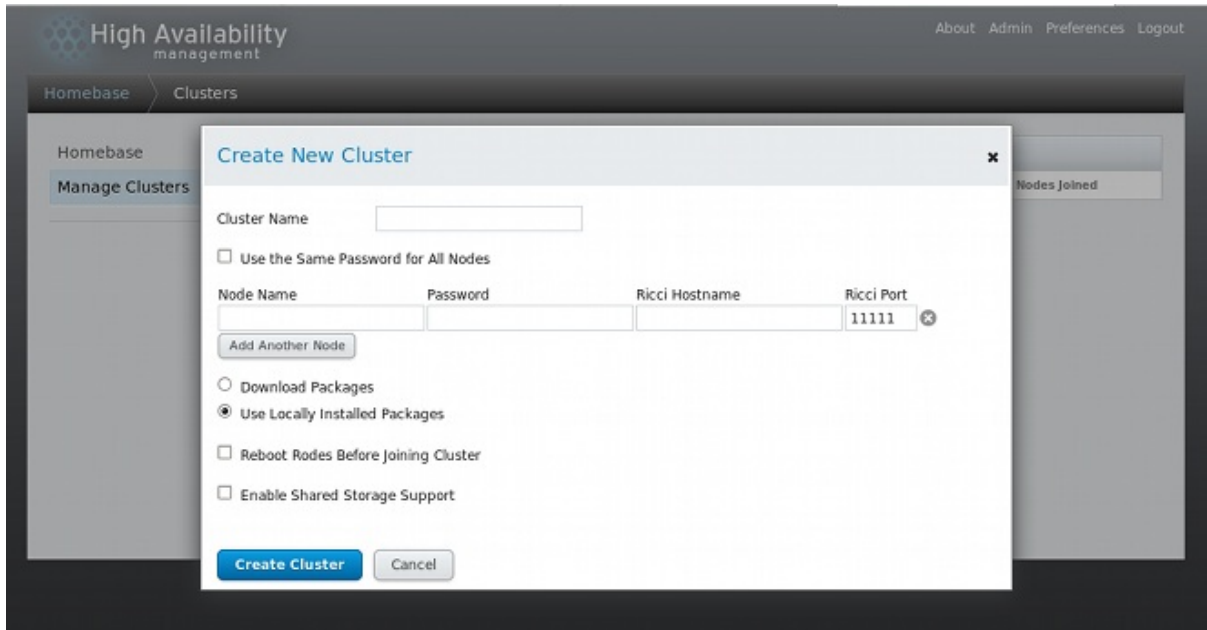 High Availability
management
About Admin Preferences Logout
Homebase Clusters
Homebase
Manage Clusters
Nodes Joined
Create New Cluster
Cluster Name
Use the Same Password for All Nodes
Node Name Password Ricci Hostname Ricci Port
11111
Add Another Node
Download Packages
Use Locally Installed Packages
Reboot Rodes Before Joining Cluster
Enable Shared Storage Support
Create Cluster Cancel